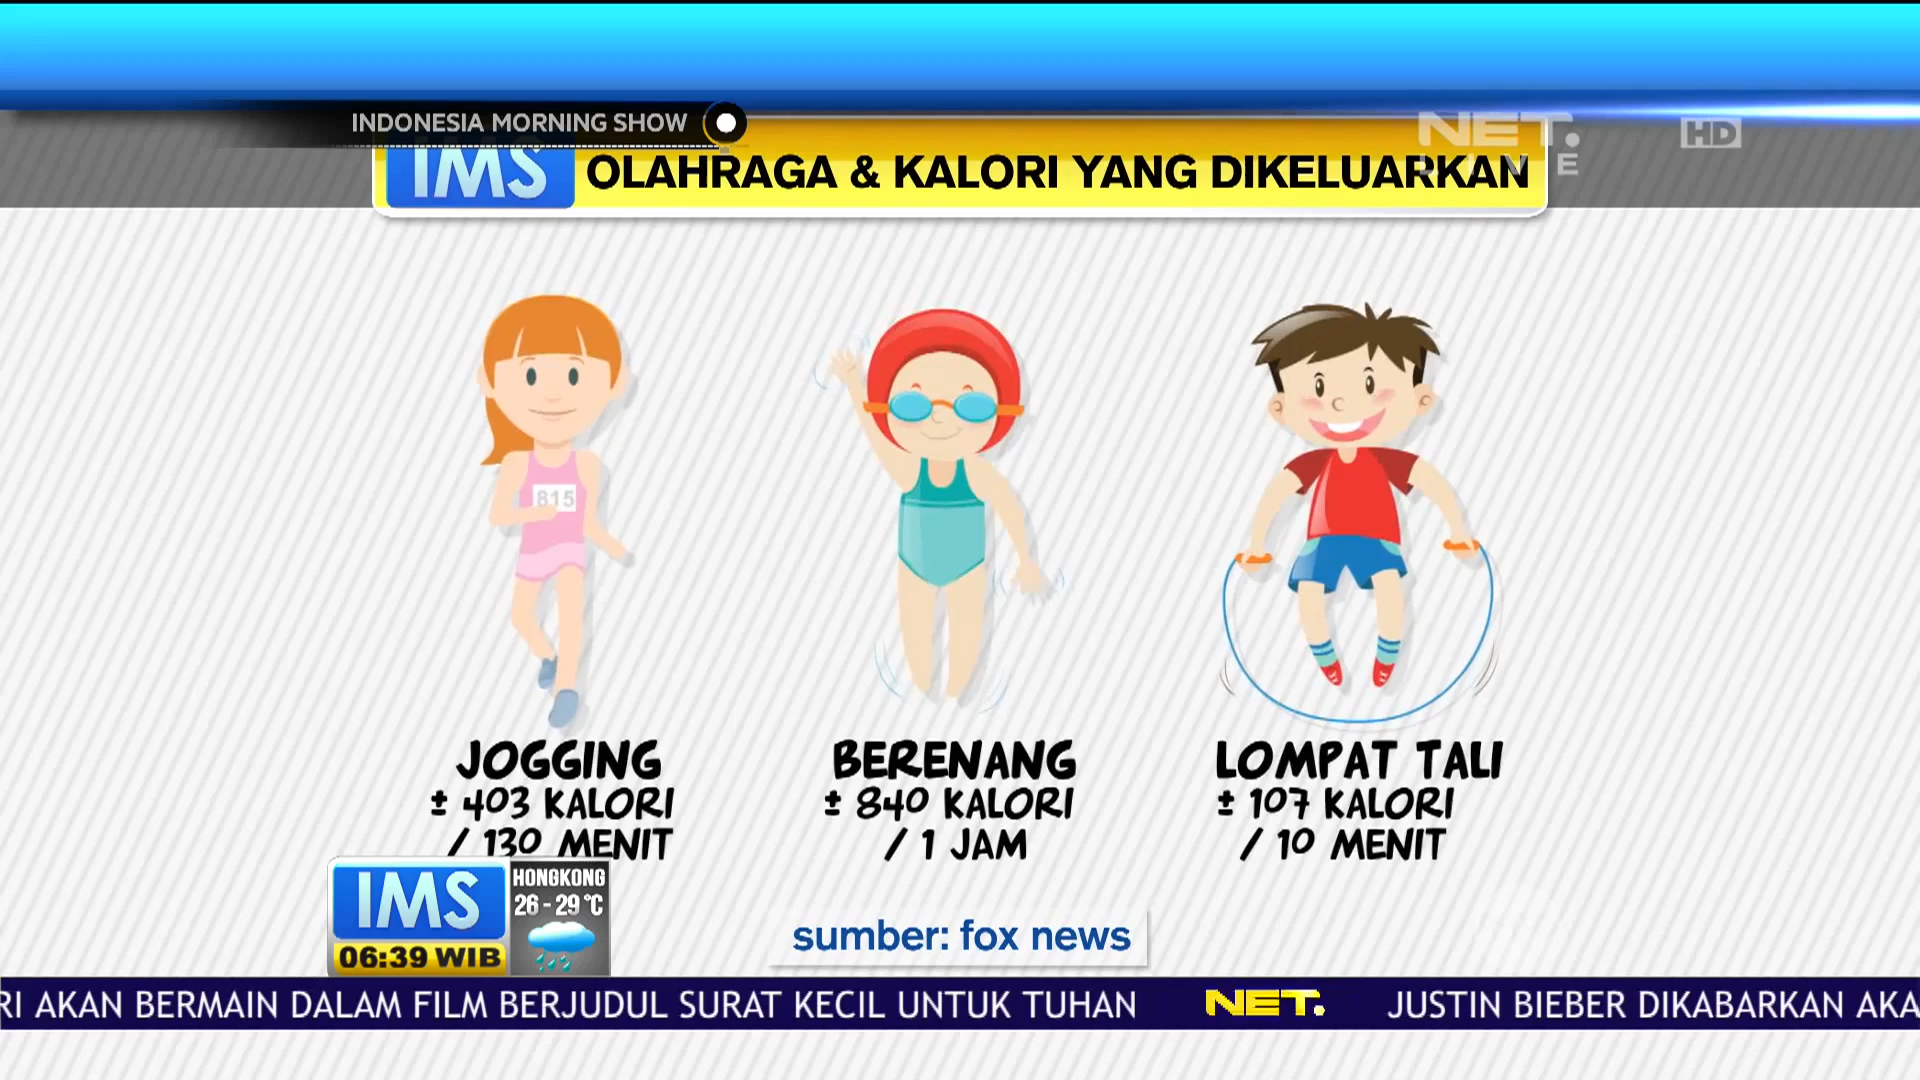 INDONESIA MORNING SHOW
NET.
LIVE
HD
IMS OLAHRAGA & KALORI YANG DIKELUARKAN
815
JOGGING
± 403 KALORI
/ 130 MENIT
BERENANG
± 840 KALORI
/ 1 JAM
LOMPAT TALI
± 107 KALORI
/ 10 MENIT
IMS
06:39 WIB
HONGKONG
26 - 29 °C
sumber: fox news
RI AKAN BERMAIN DALAM FILM BERJUDUL SURAT KECIL UNTUK TUHAN NET. JUSTIN BIEBER DIKABARKAN AKA